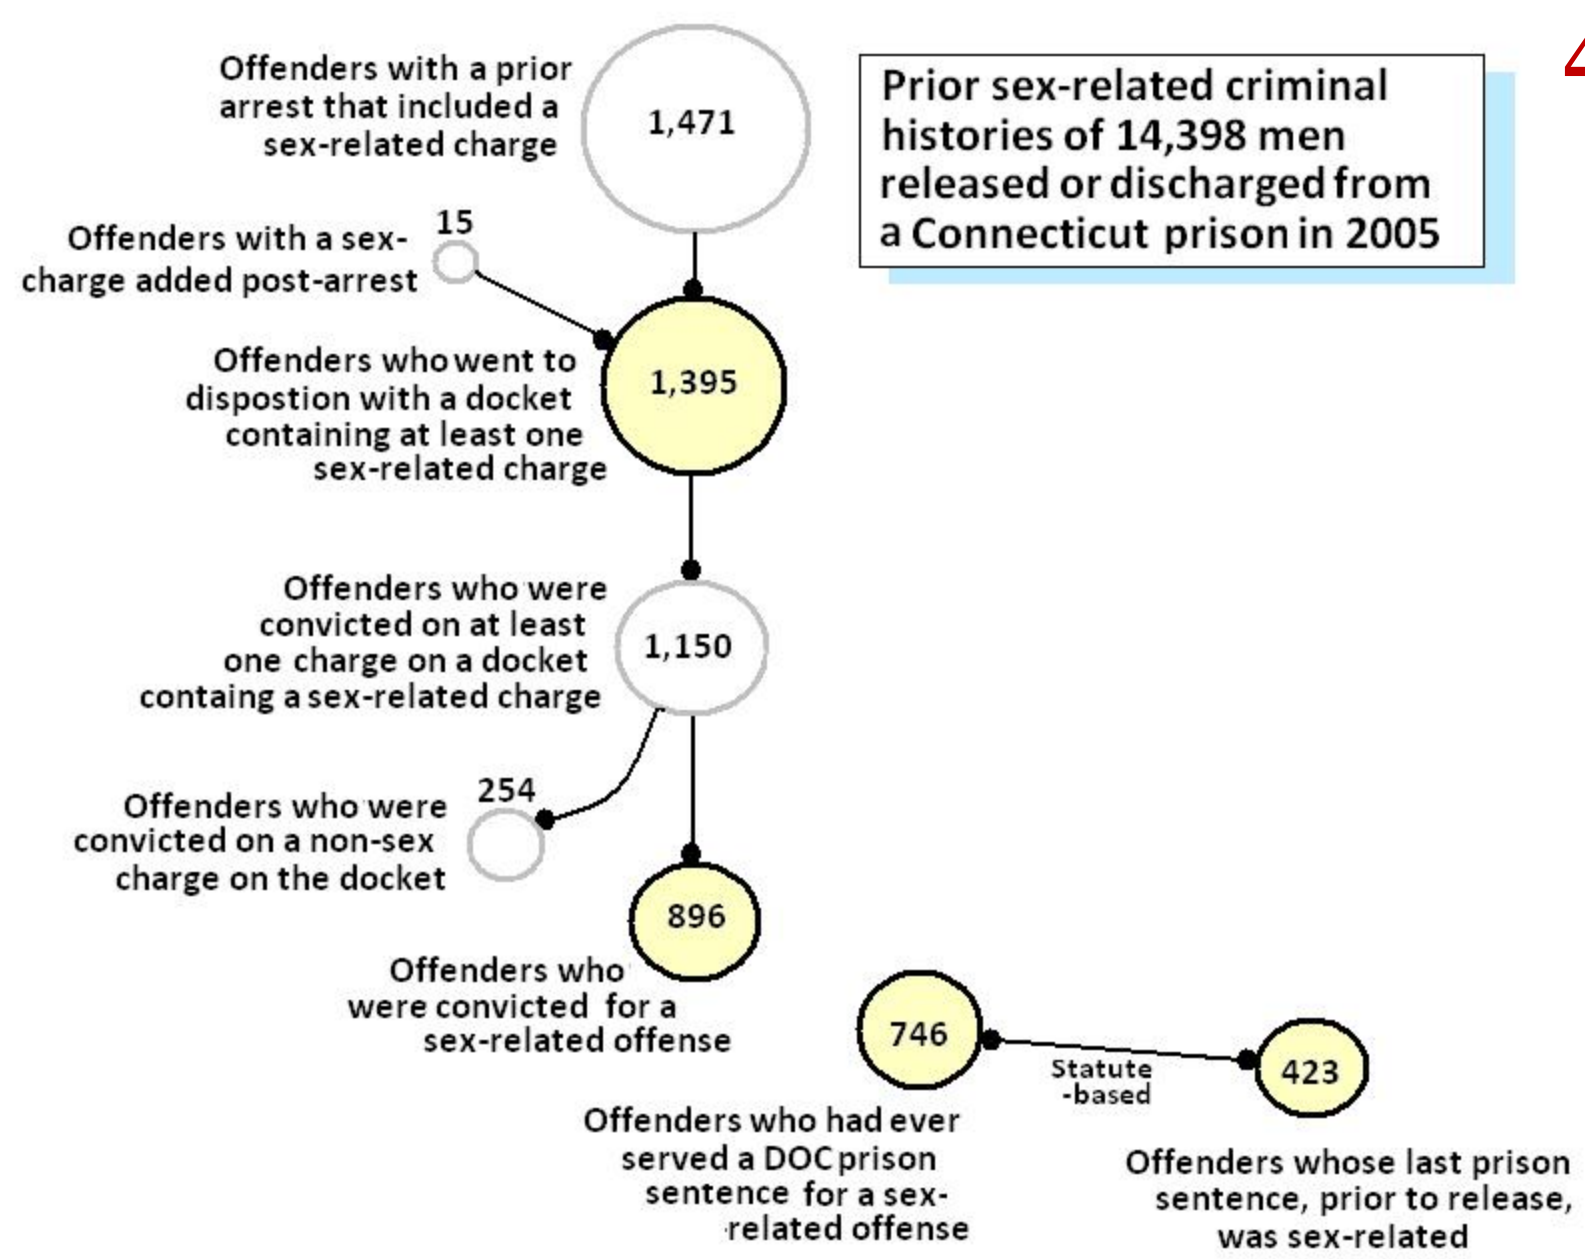 Offenders with a prior
arrest that included a
sex-related charge
1,471
Prior sex-related criminal
histories of 14,398 men
released or discharged from
a Connecticut prison in 2005
15
Offenders with a sex-
charge added post-arrest
Offenders who went to
dispostion with a docket
containing at least one
sex-related charge
1,395
Offenders who were
convicted on at least
one charge on a docket
containg a sex-related charge
1,150
254
Offenders who were
convicted on a non-sex
charge on the docket
896
Offenders who
were convicted for a
sex-related offense
746
Statute
-based
423
Offenders who had ever
served a DOC prison
sentence for a sex-
related offense
Offenders whose last prison
sentence, prior to release,
was sex-related